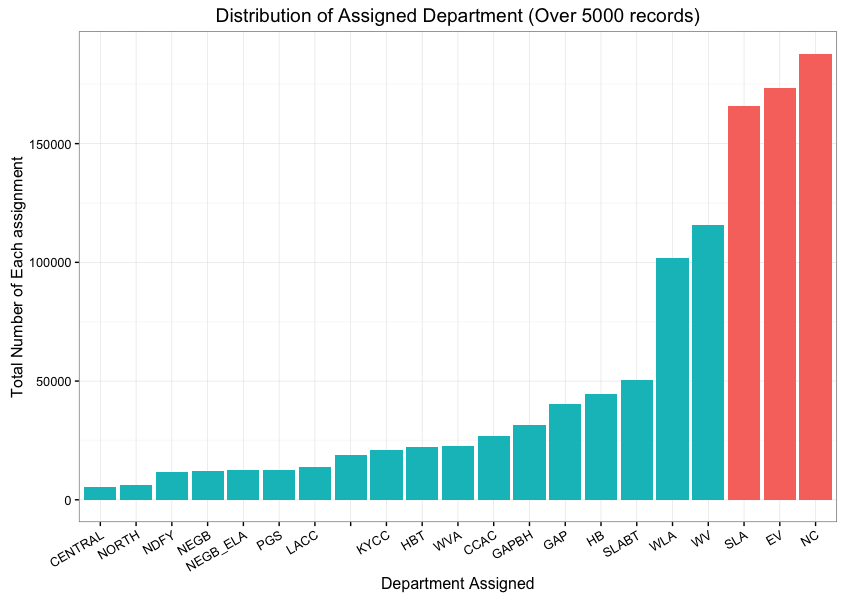 Distribution of Assigned Department (Over 5000 records)
Total Number of Each assignment
150000
100000
50000
0
CENTRAL
NORTH
NDFY
NEGB
NEGB_ELA
PGS
LACC
KYCC
HBT
WVA
CCAC
GAPBH
GAP
HB
SLABT
WLA
WV
SLA
EV
NC
Department Assigned